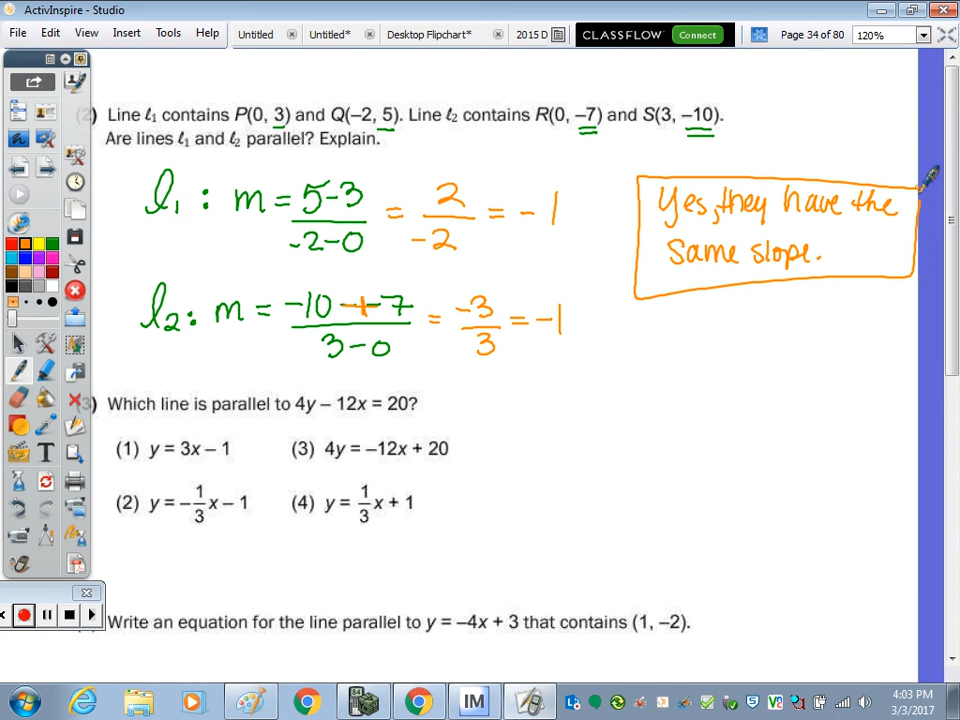 ActivInspire - Studio
File Edit View Insert Tools Help Untitled Untitled* Desktop Flipchart* 2015 D CLASSFLOW Connect Page 34 of 80 120%
(2) Line ℓ₁ contains P(0, 3) and Q(–2, 5). Line ℓ₂ contains R(0, –7) and S(3, –10).
Are lines ℓ₁ and ℓ₂ parallel? Explain.
ℓ₁ : m = 5-3 / -2-0 = 2 / -2 = -1
Yes, they have the
same slope.
ℓ₂ : m = -10 + 7 / 3-0 = -3 / 3 = -1
(3) Which line is parallel to 4y – 12x = 20?
(1) y = 3x – 1 (3) 4y = –12x + 20
(2) y = –1/3x – 1 (4) y = 1/3x + 1
Write an equation for the line parallel to y = –4x + 3 that contains (1, –2).
IM
4:03 PM
3/3/2017